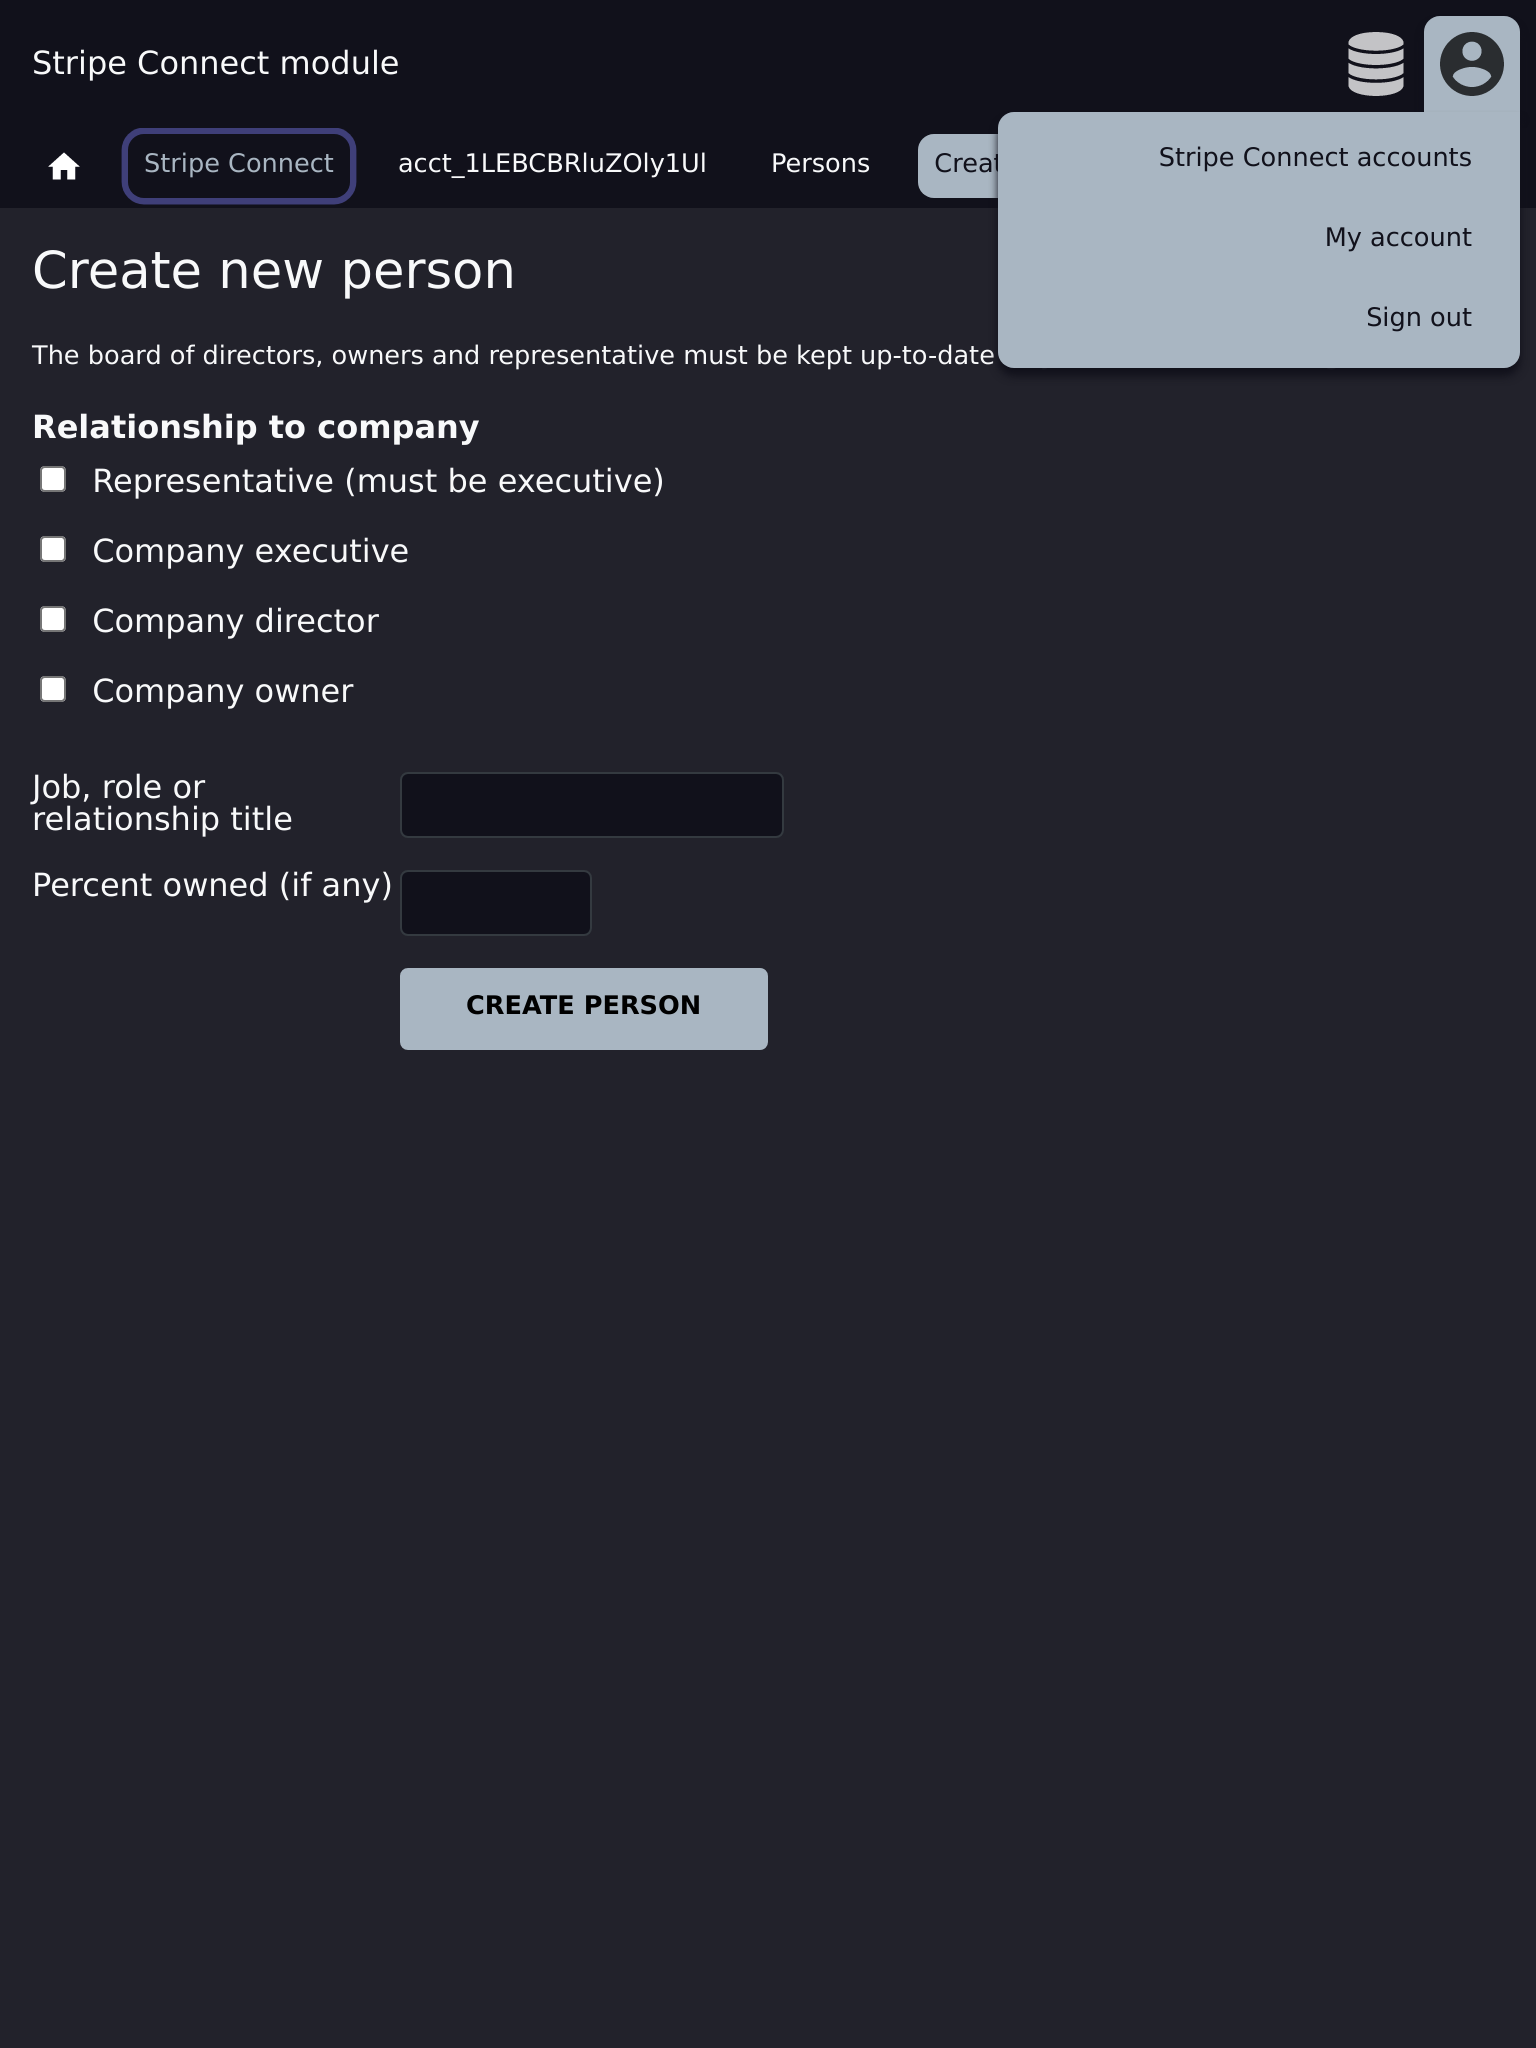 Stripe Connect module
Stripe Connect
acct_1LEBCBRluZOly1Ul
Persons
Stripe Connect accounts
My account
Sign out
Create new person
The board of directors, owners and representative must be kept up-to-date
Relationship to company
Representative (must be executive)
Company executive
Company director
Company owner
Job, role or
relationship title
Percent owned (if any)
CREATE PERSON